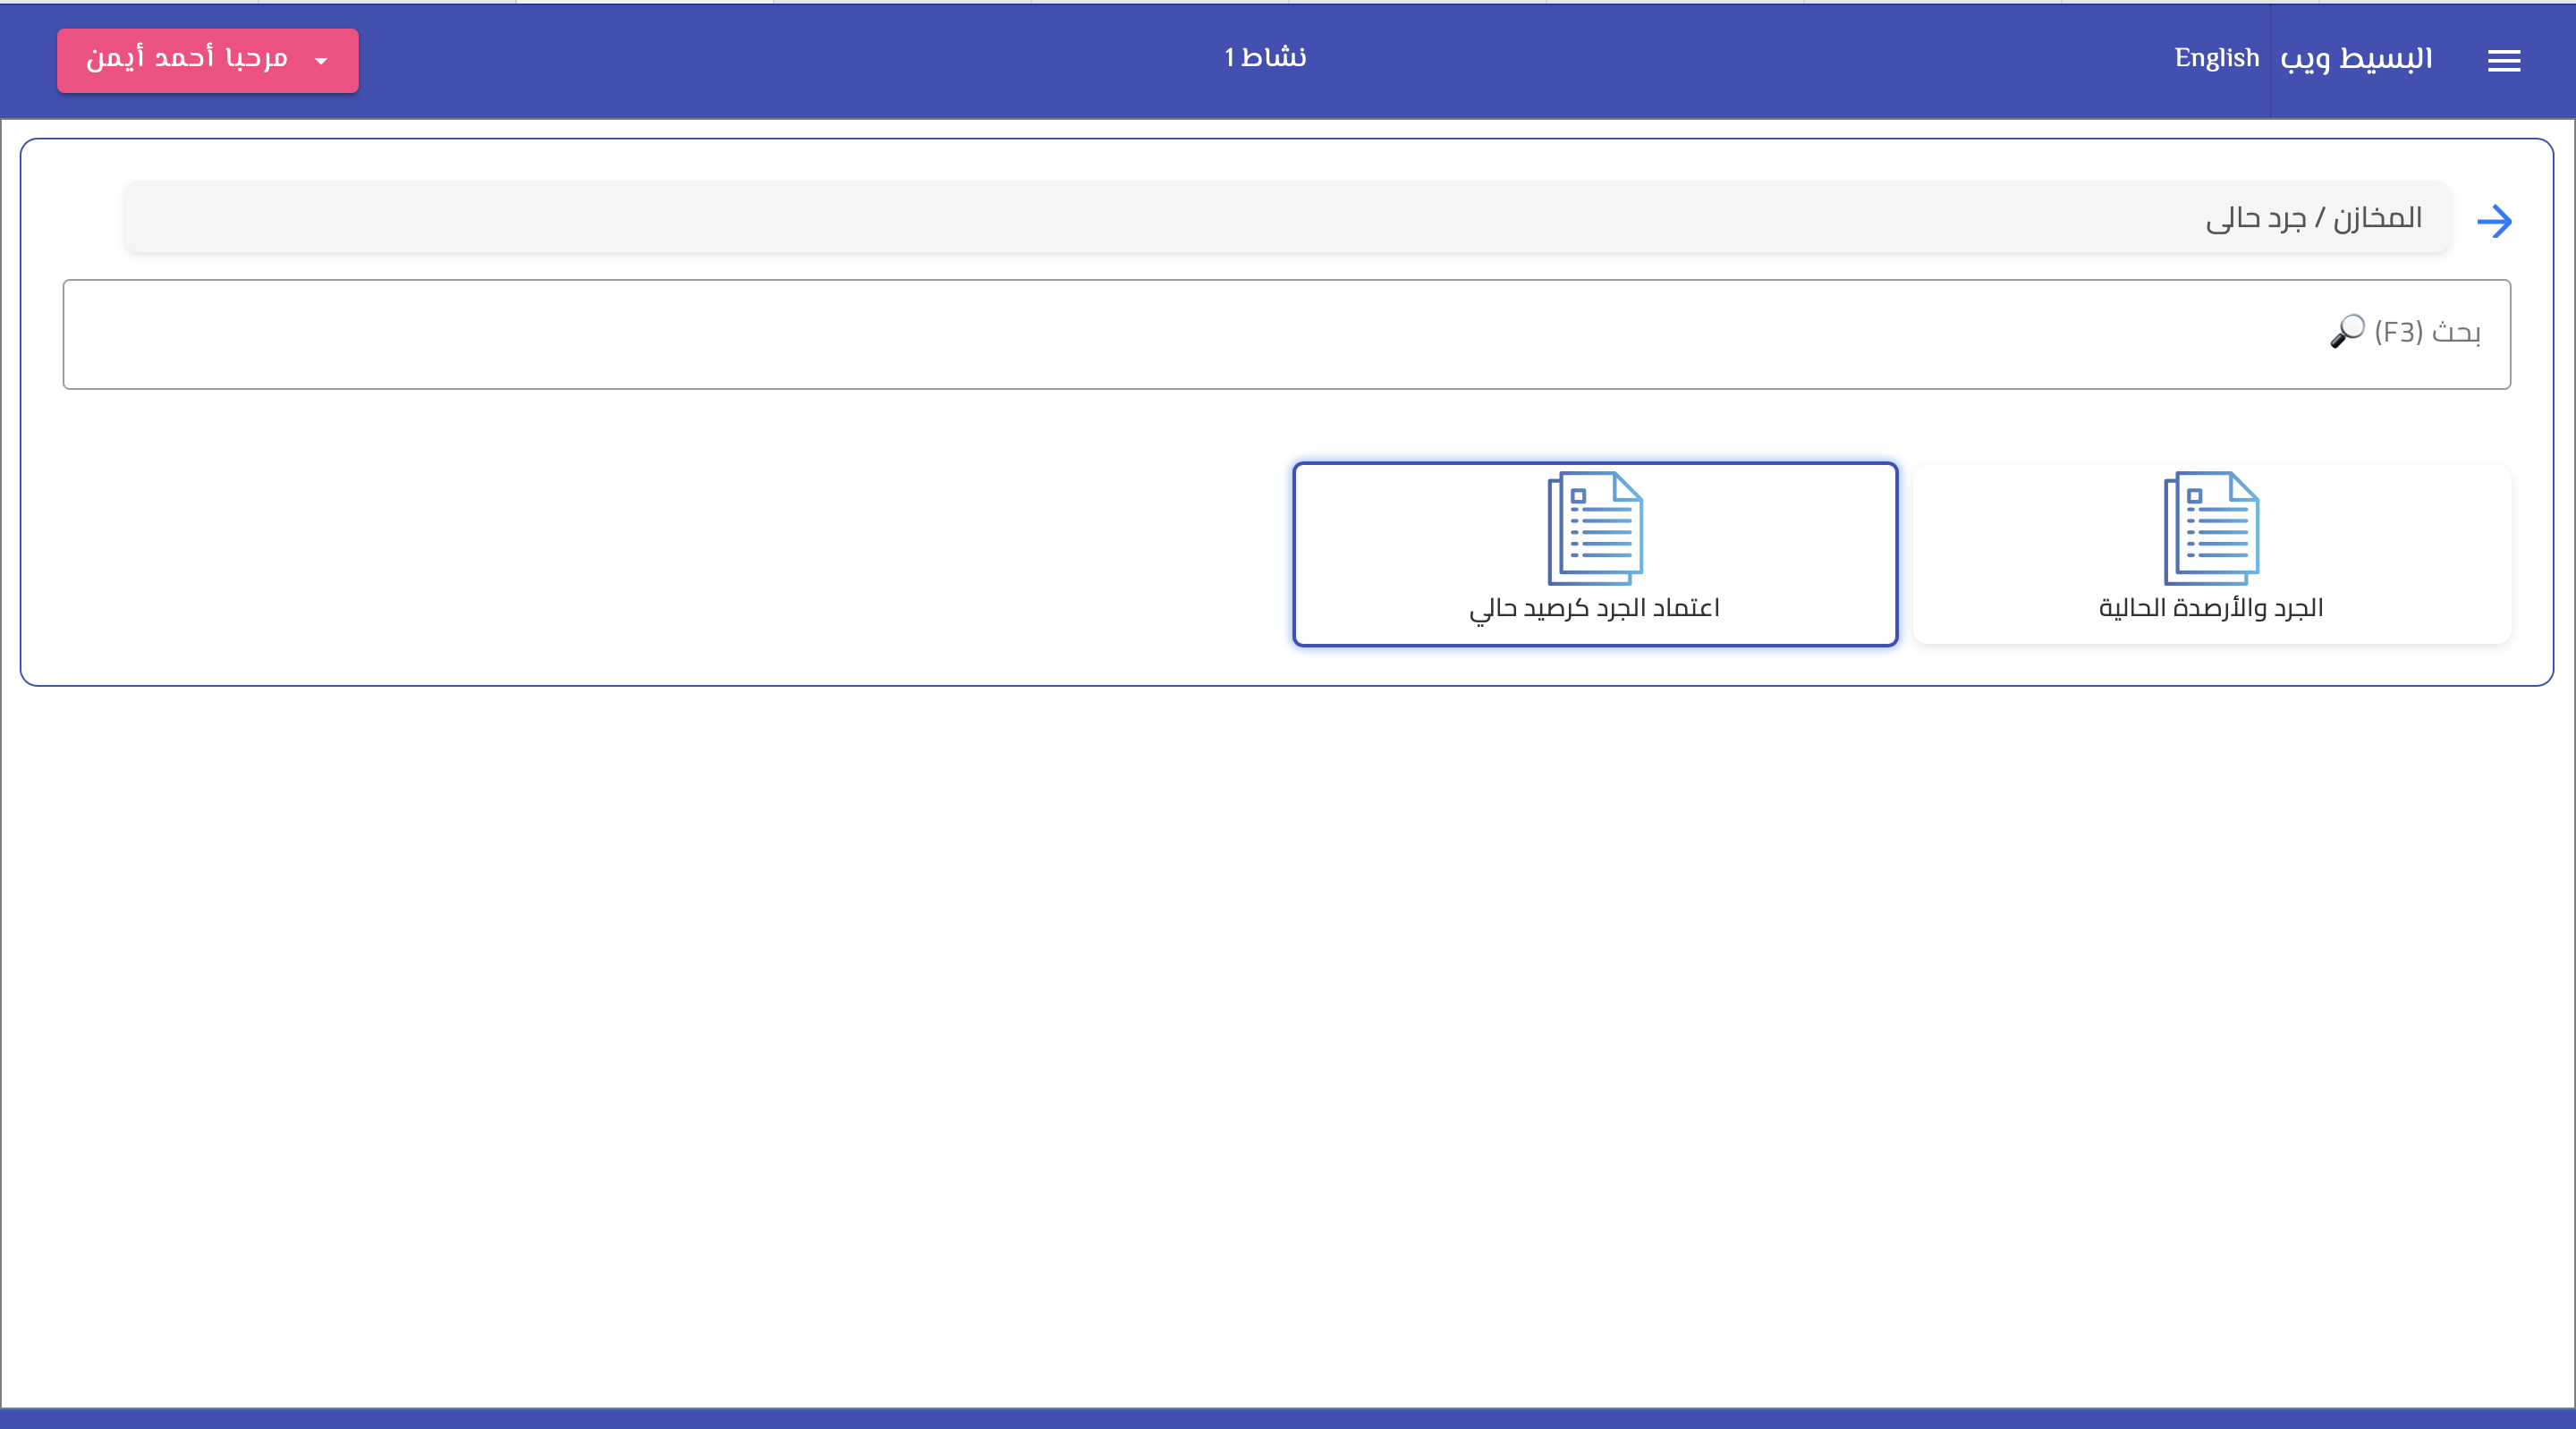 البسيط ويب English
نشاط 1
مرحبا أحمد أيمن
المخازن / جرد حالى
بحث (F3) 🔎
الجرد والأرصدة الحالية
اعتماد الجرد كرصيد حالي